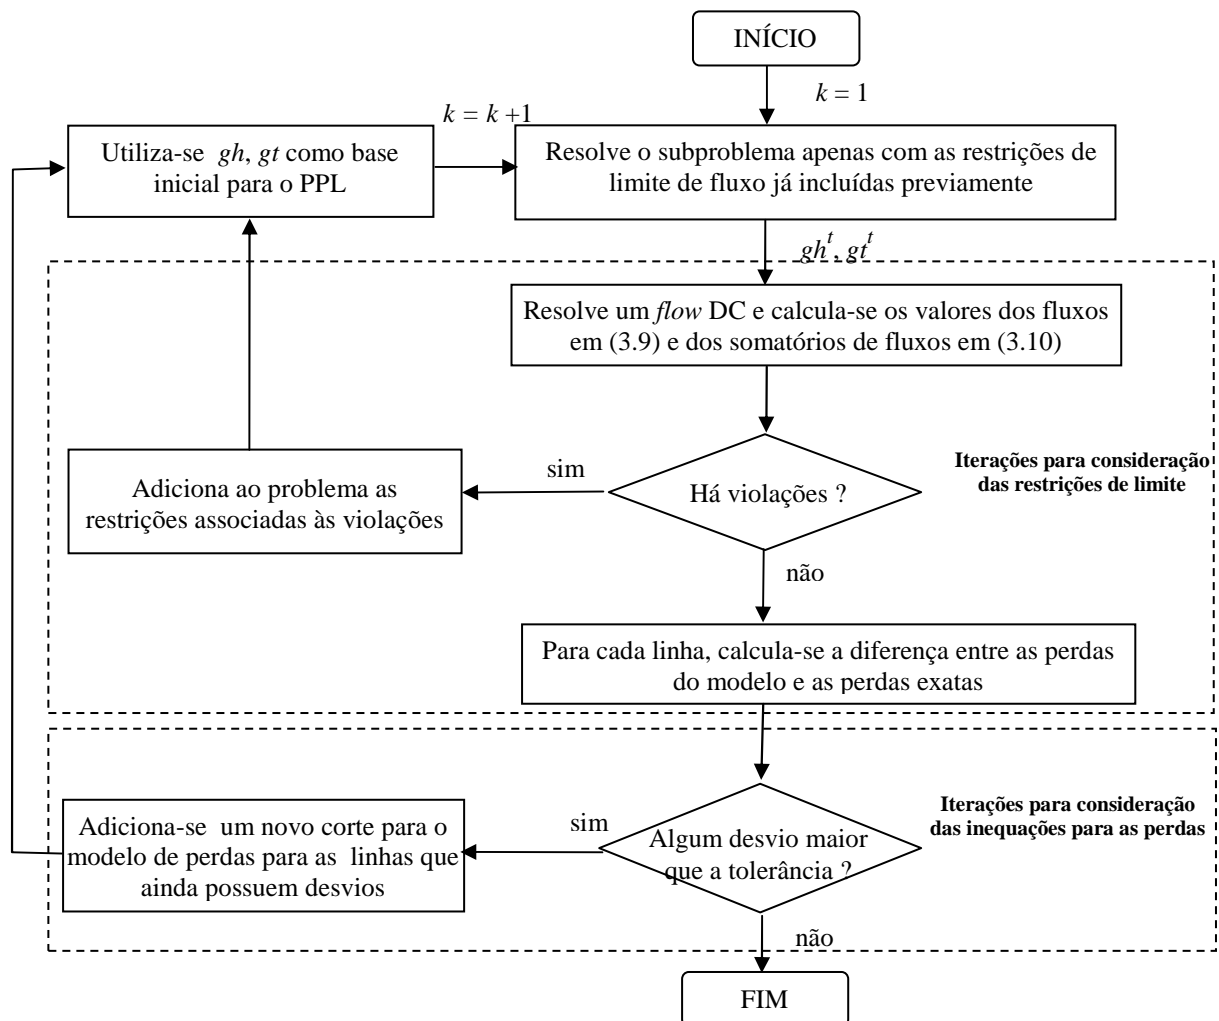 INÍCIO
k = 1
k = k +1
Utiliza-se gh, gt como base
inicial para o PPL
Resolve o subproblema apenas com as restrições de
limite de fluxo já incluídas previamente
gh^t, gt^t
Resolve um flow DC e calcula-se os valores dos fluxos
em (3.9) e dos somatórios de fluxos em (3.10)
Iterações para consideração
das restrições de limite
sim
Há violações ?
Adiciona ao problema as
restrições associadas às violações
não
Para cada linha, calcula-se a diferença entre as perdas
do modelo e as perdas exatas
Iterações para consideração
das inequações para as perdas
sim
Algum desvio maior
que a tolerância ?
Adiciona-se um novo corte para o
modelo de perdas para as linhas que
ainda possuem desvios
não
FIM